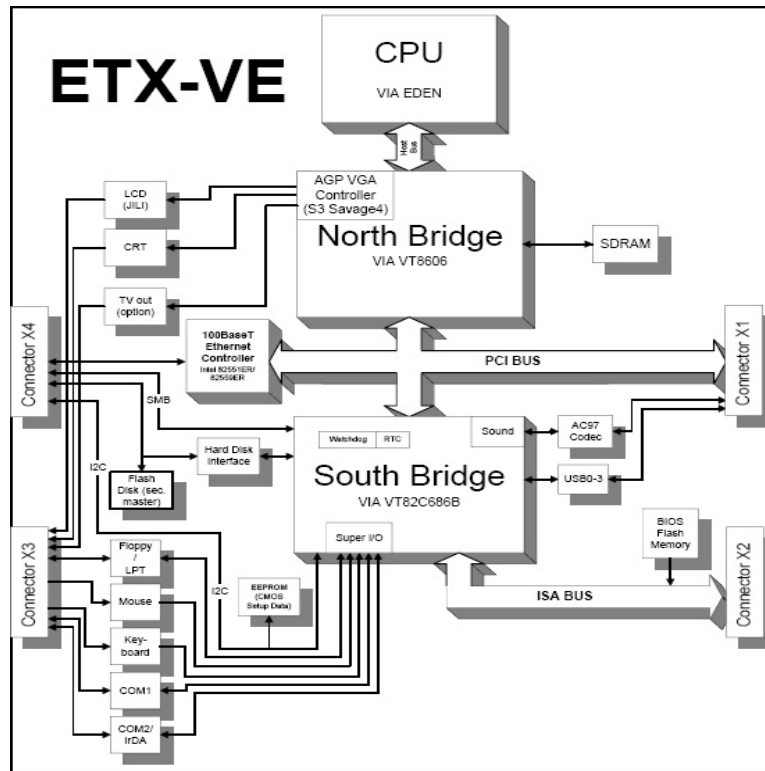 ETX-VE
CPU
VIA EDEN
Host
Bus
AGP VGA
Controller
(S3 Savage4)
North Bridge
VIA VT8606
SDRAM
LCD
(JILI)
CRT
TV out
(option)
Connector X4
100BaseT
Ethernet
Controller
Intel 82551ER/
82559ER
PCI BUS
Connector X1
SMB
I2C
Watchdog
RTC
Sound
South Bridge
VIA VT82C686B
Super I/O
AC97
Codec
USB0-3
Hard Disk
Interface
Flash
Disk (sec.
master)
BIOS
Flash
Memory
Connector X3
Floppy
/
LPT
Mouse
Key-
board
COM1
COM2/
IrDA
I2C
EEPROM
(CMOS
Setup Data)
ISA BUS
Connector X2